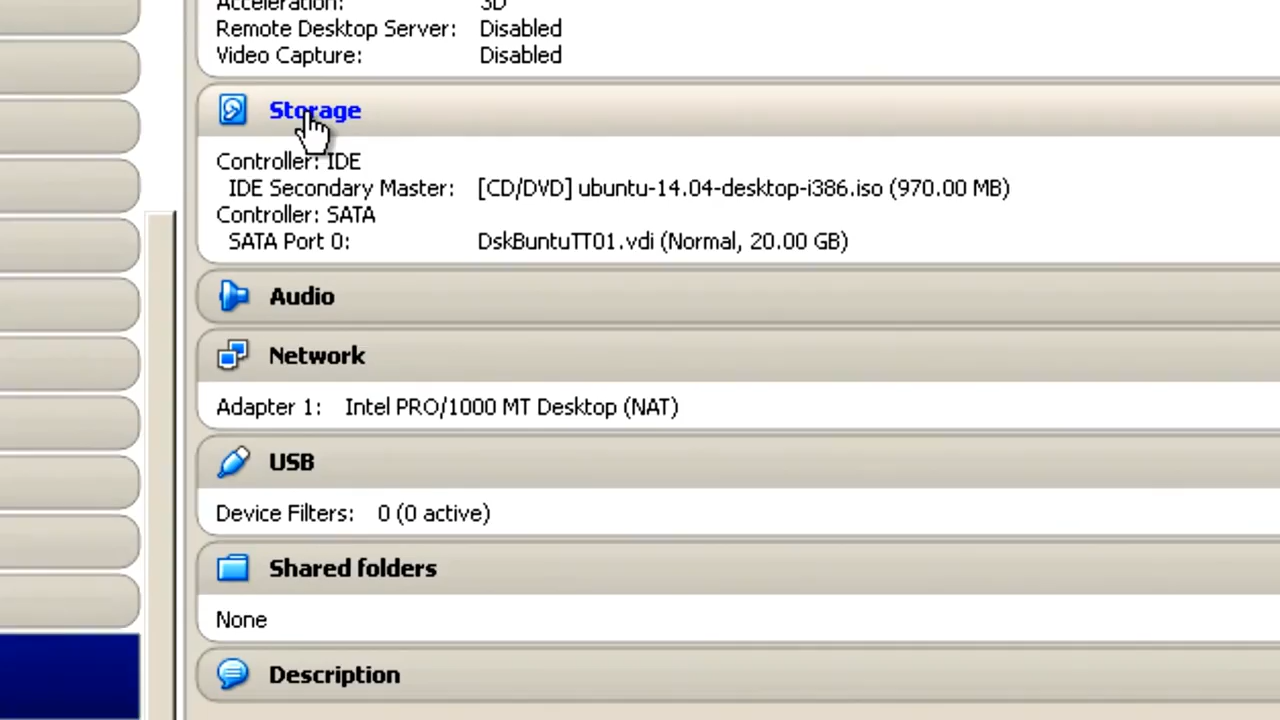 Acceleration: 3D
Remote Desktop Server: Disabled
Video Capture: Disabled
Storage
Controller: IDE
IDE Secondary Master: [CD/DVD] ubuntu-14.04-desktop-i386.iso (970.00 MB)
Controller: SATA
SATA Port 0: DskBuntuTT01.vdi (Normal, 20.00 GB)
Audio
Network
Adapter 1: Intel PRO/1000 MT Desktop (NAT)
USB
Device Filters: 0 (0 active)
Shared folders
None
Description